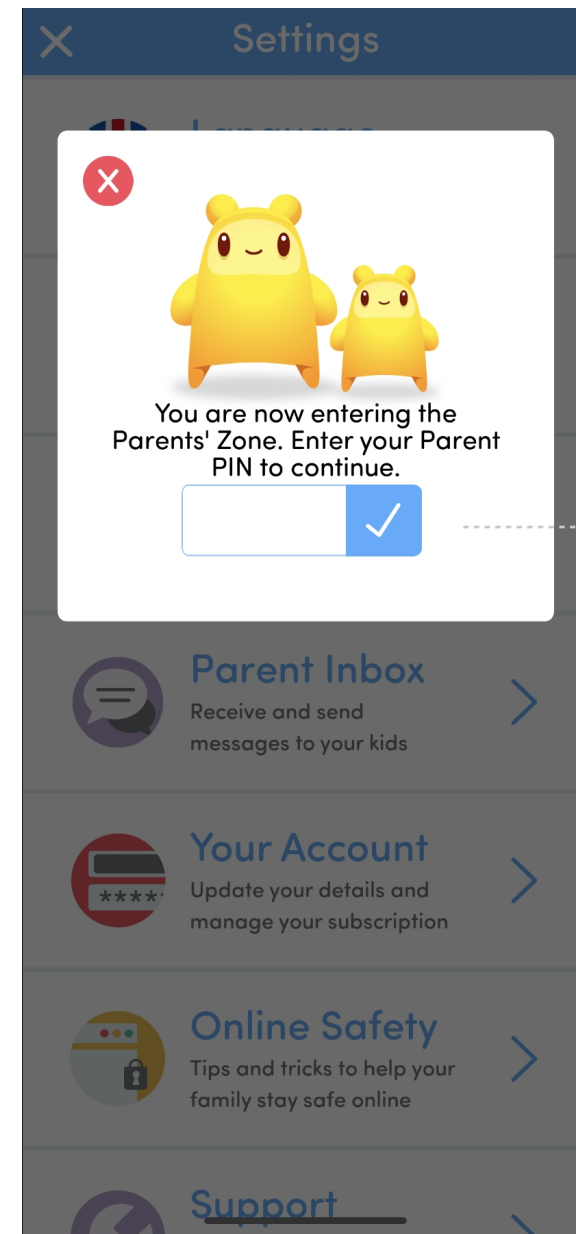 Settings
Language
You are now entering the
Parents' Zone. Enter your Parent
PIN to continue.
Parent Inbox
Receive and send
messages to your kids
Your Account
****
Update your details and
manage your subscription
Online Safety
Tips and tricks to help your
family stay safe online
Support